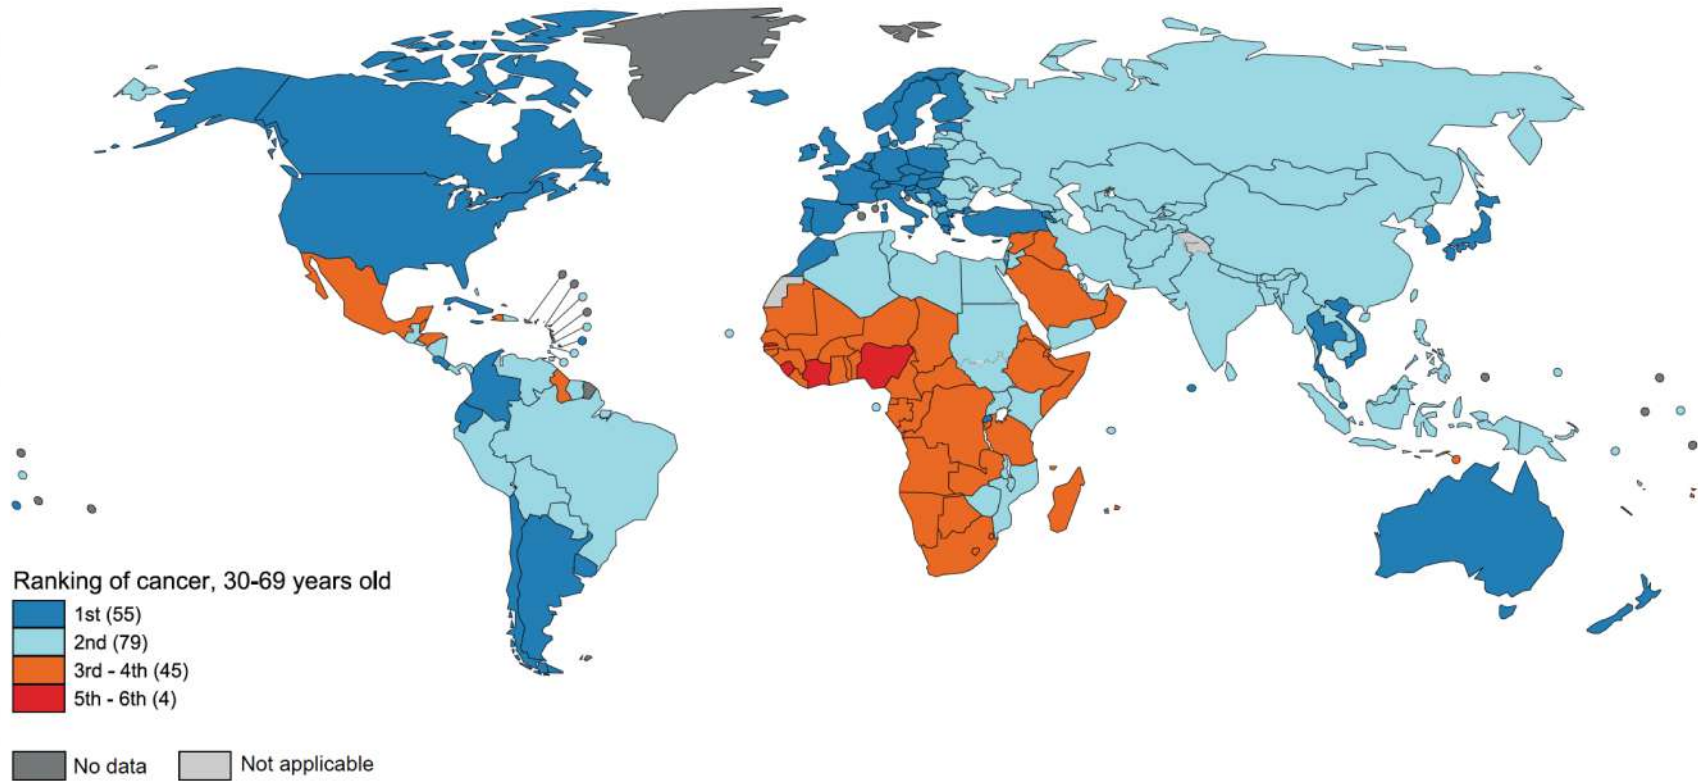 Ranking of cancer, 30-69 years old
1st (55)
2nd (79)
3rd - 4th (45)
5th - 6th (4)
No data
Not applicable